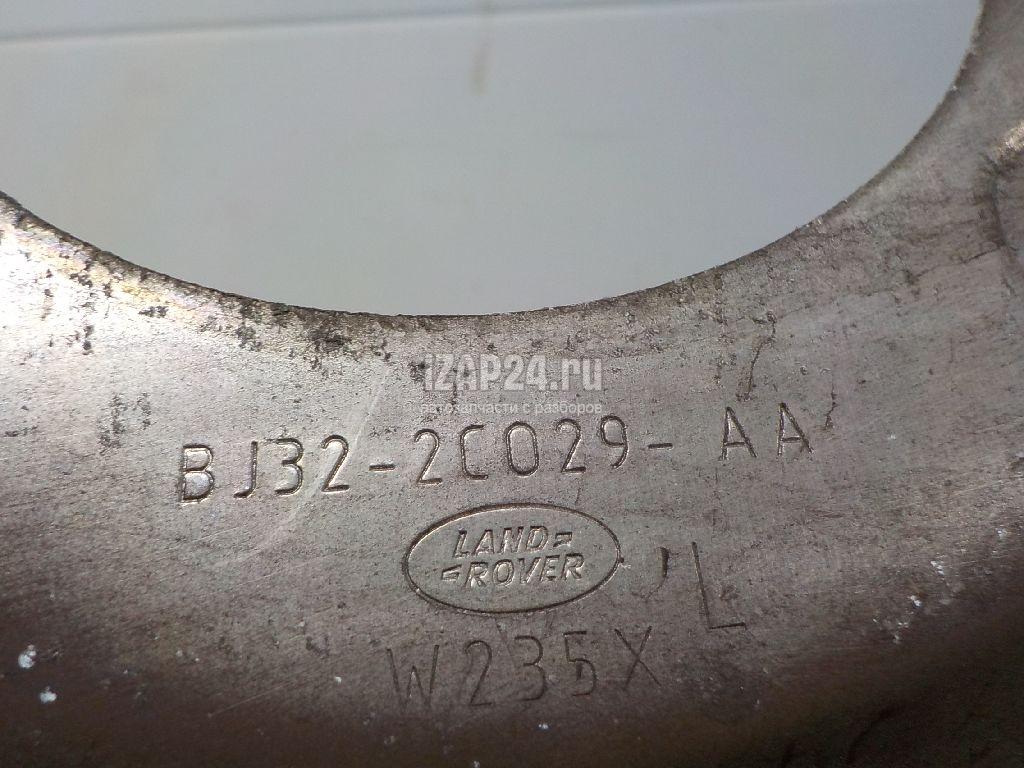 iZAP24.ru
автозапчасти с разборов
BJ32-2C029-AA
LAND
ROVER
L
W235X